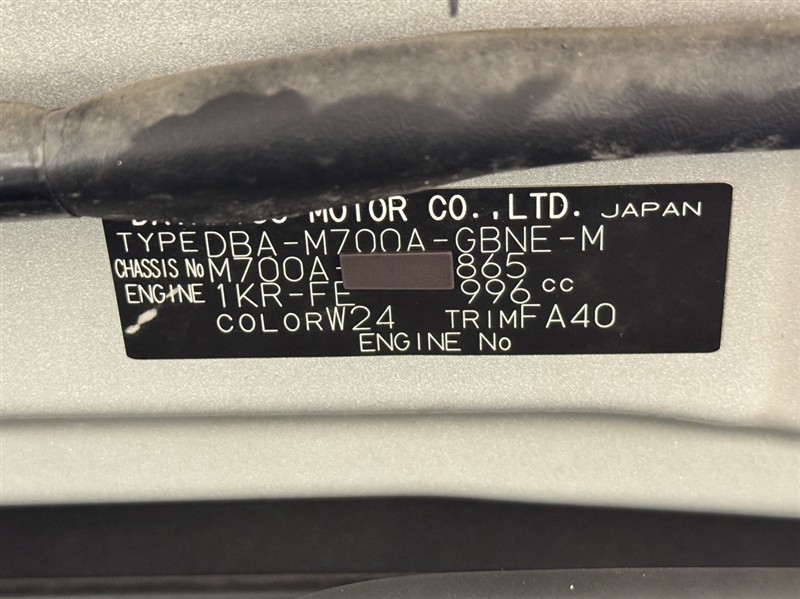 MOTOR CO.,LTD. JAPAN
TYPE DBA-M700A-GBNE-M
CHASSIS No M700A- 865
ENGINE 1KR-FE 996 cc
COLOR W24 TRIM FA40
ENGINE No